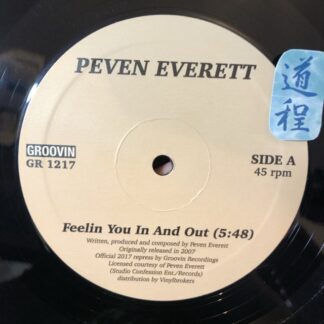 PEVEN EVERETT
道程
GROOVIN
GR 1217
SIDE A
45 rpm
Feelin You In And Out (5:48)
Written, produced and composed by Peven Everett
Originally released in 2007
Official 2017 repress by Groovin Recordings
Licensed courtesy of Peven Everett
(Studio Confession Ent./Records)
distribution by Vinylbrokers